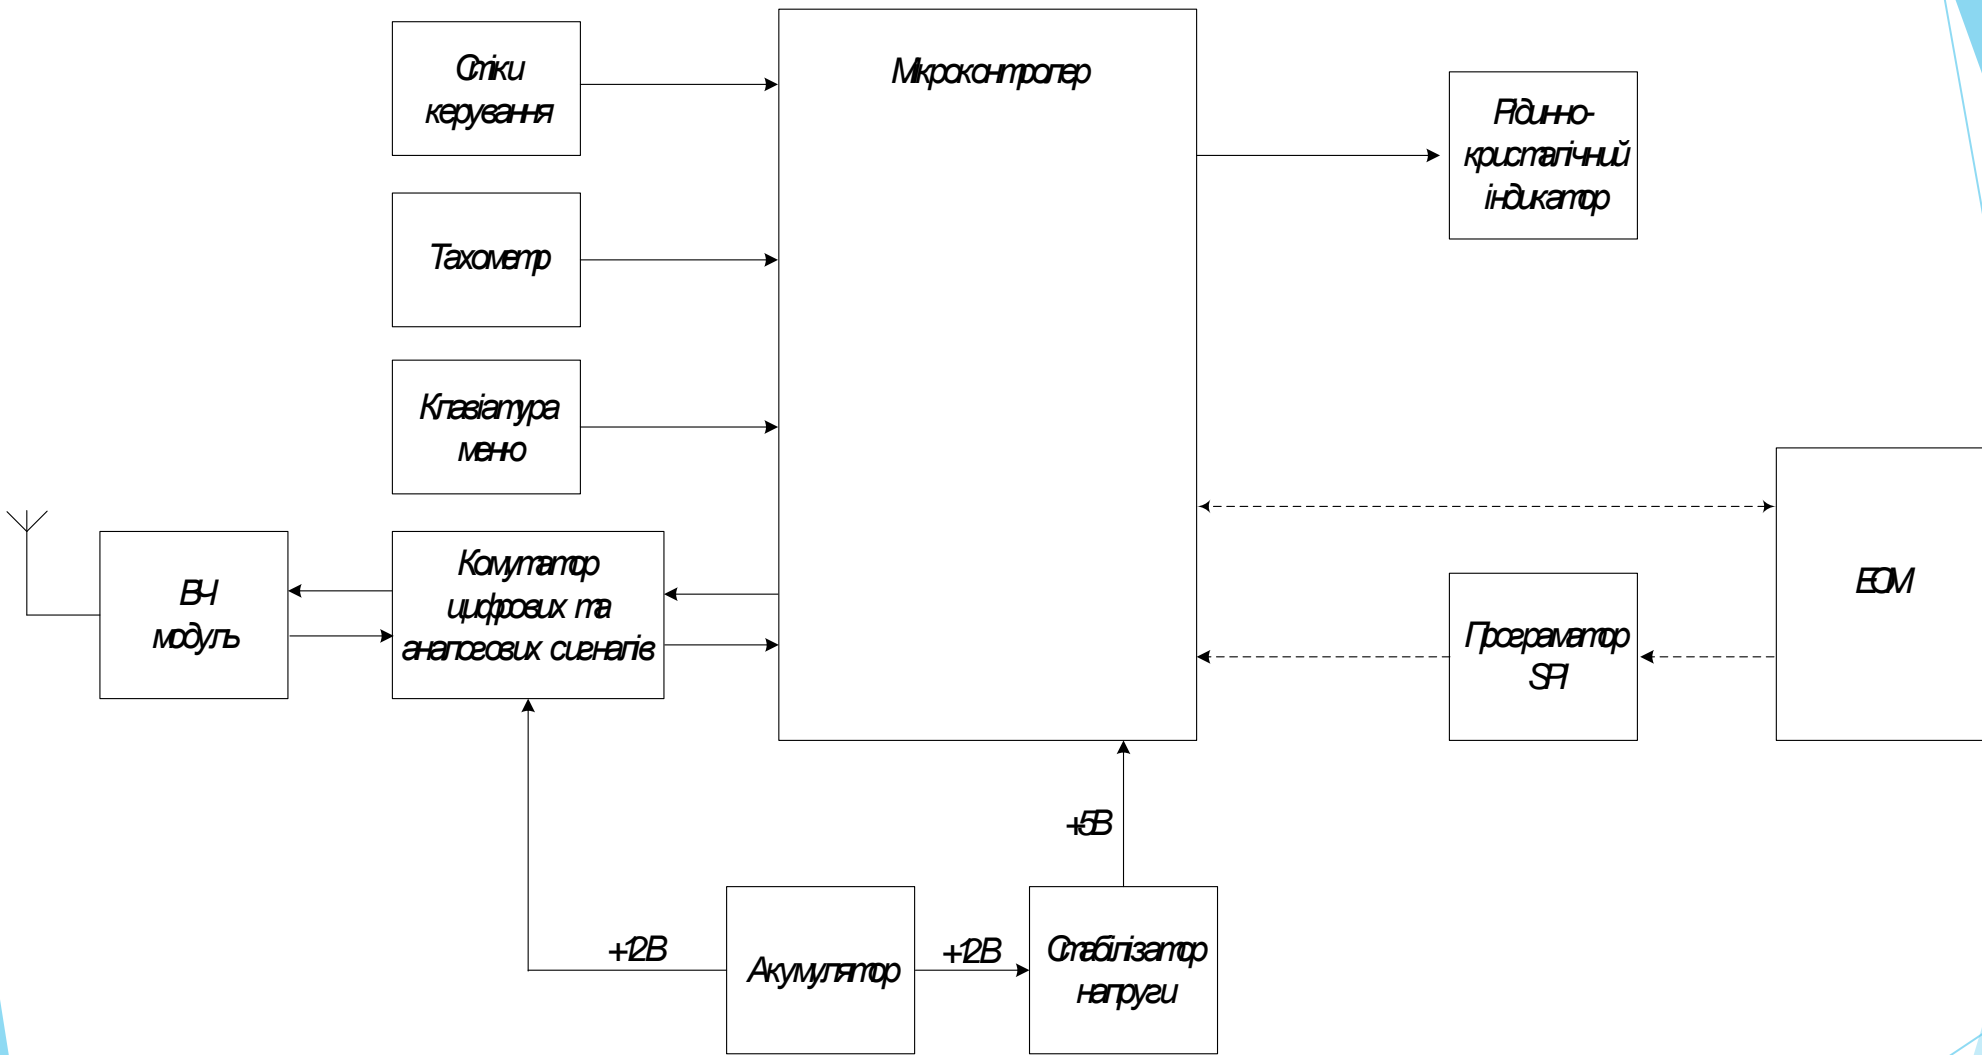 Стіки
керування
Мікроконтролер
Рідинно-
кристалічний
індикатор
Тахометр
Клавіатура
меню
ВЧ
модуль
Комутатор
цифрових та
аналогових сигналів
ЕОМ
Програматор
SPI
+5В
+12В
Акумулятор
+12В
Стабілізатор
напруги